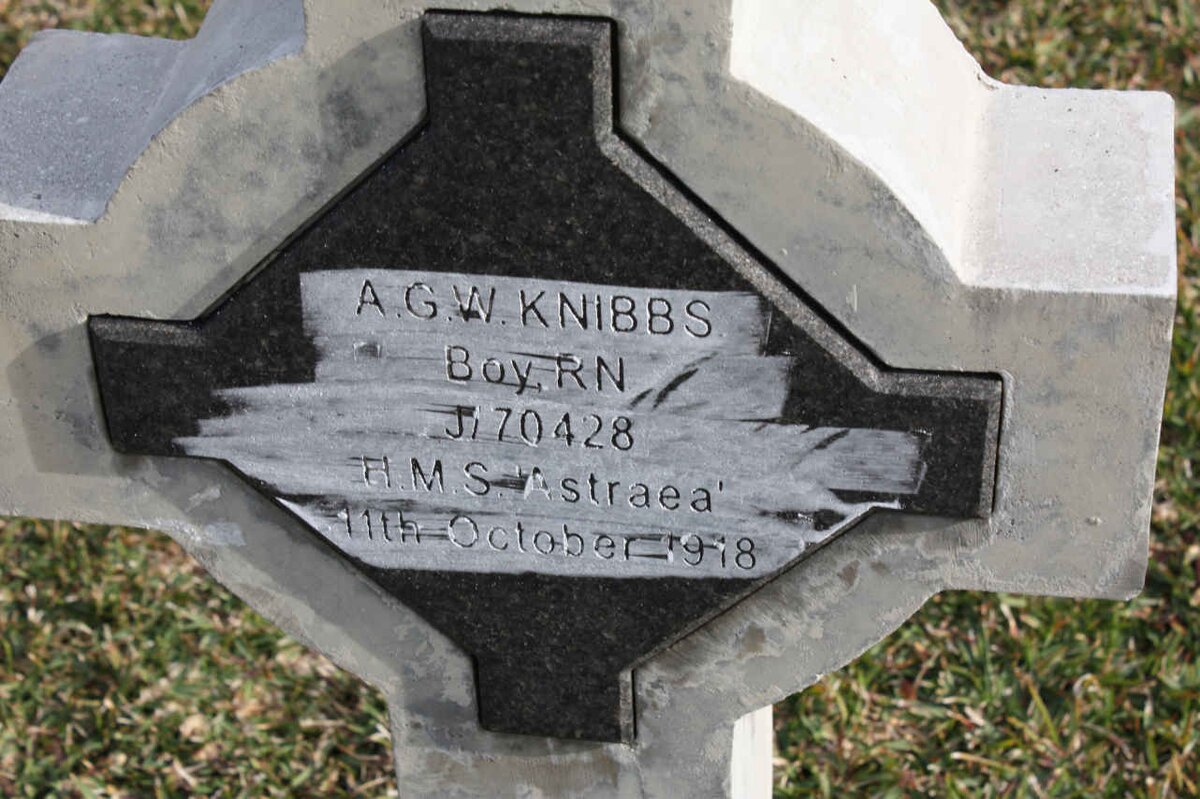 A.G.W. KNIBBS
Boy, RN
J/70428
H.M.S. 'Astraea'
11th October 1918